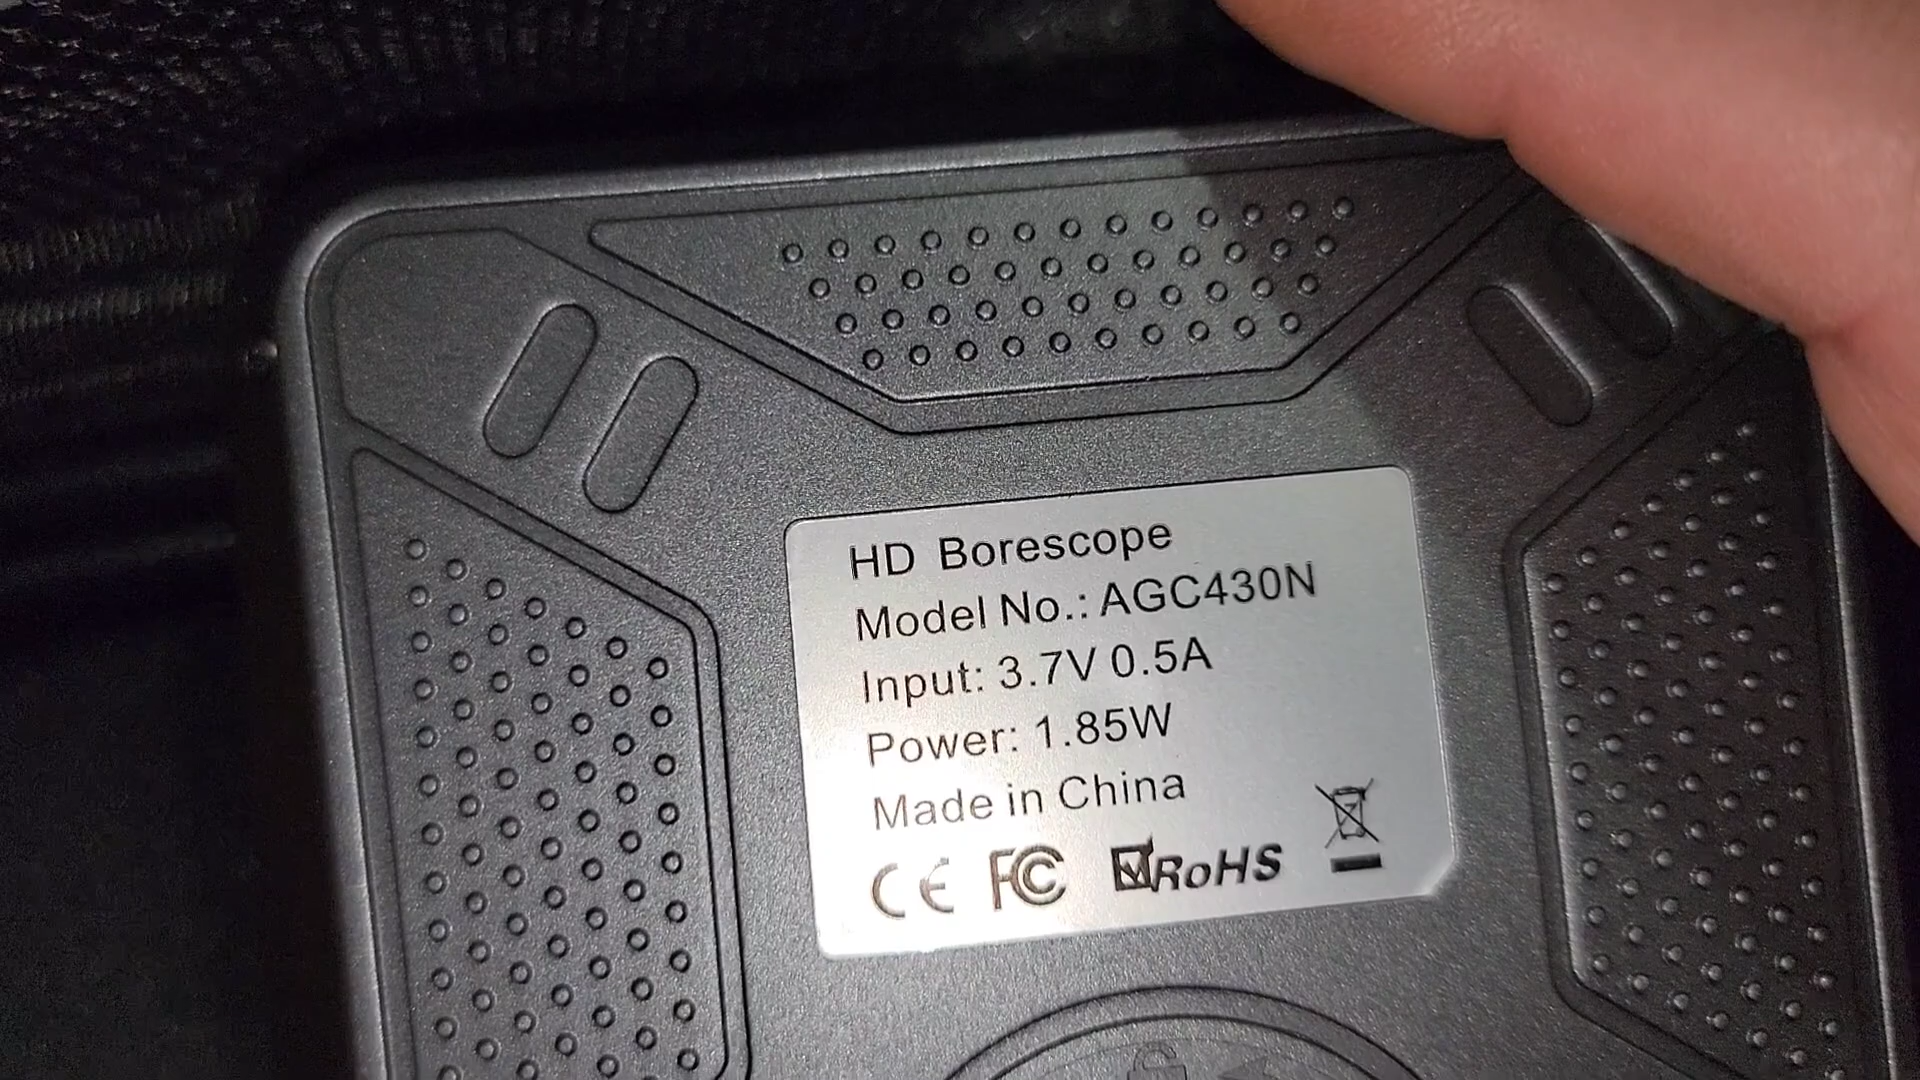 HD Borescope
Model No.: AGC430N
Input: 3.7V 0.5A
Power: 1.85W
Made in China
CE FC RoHS